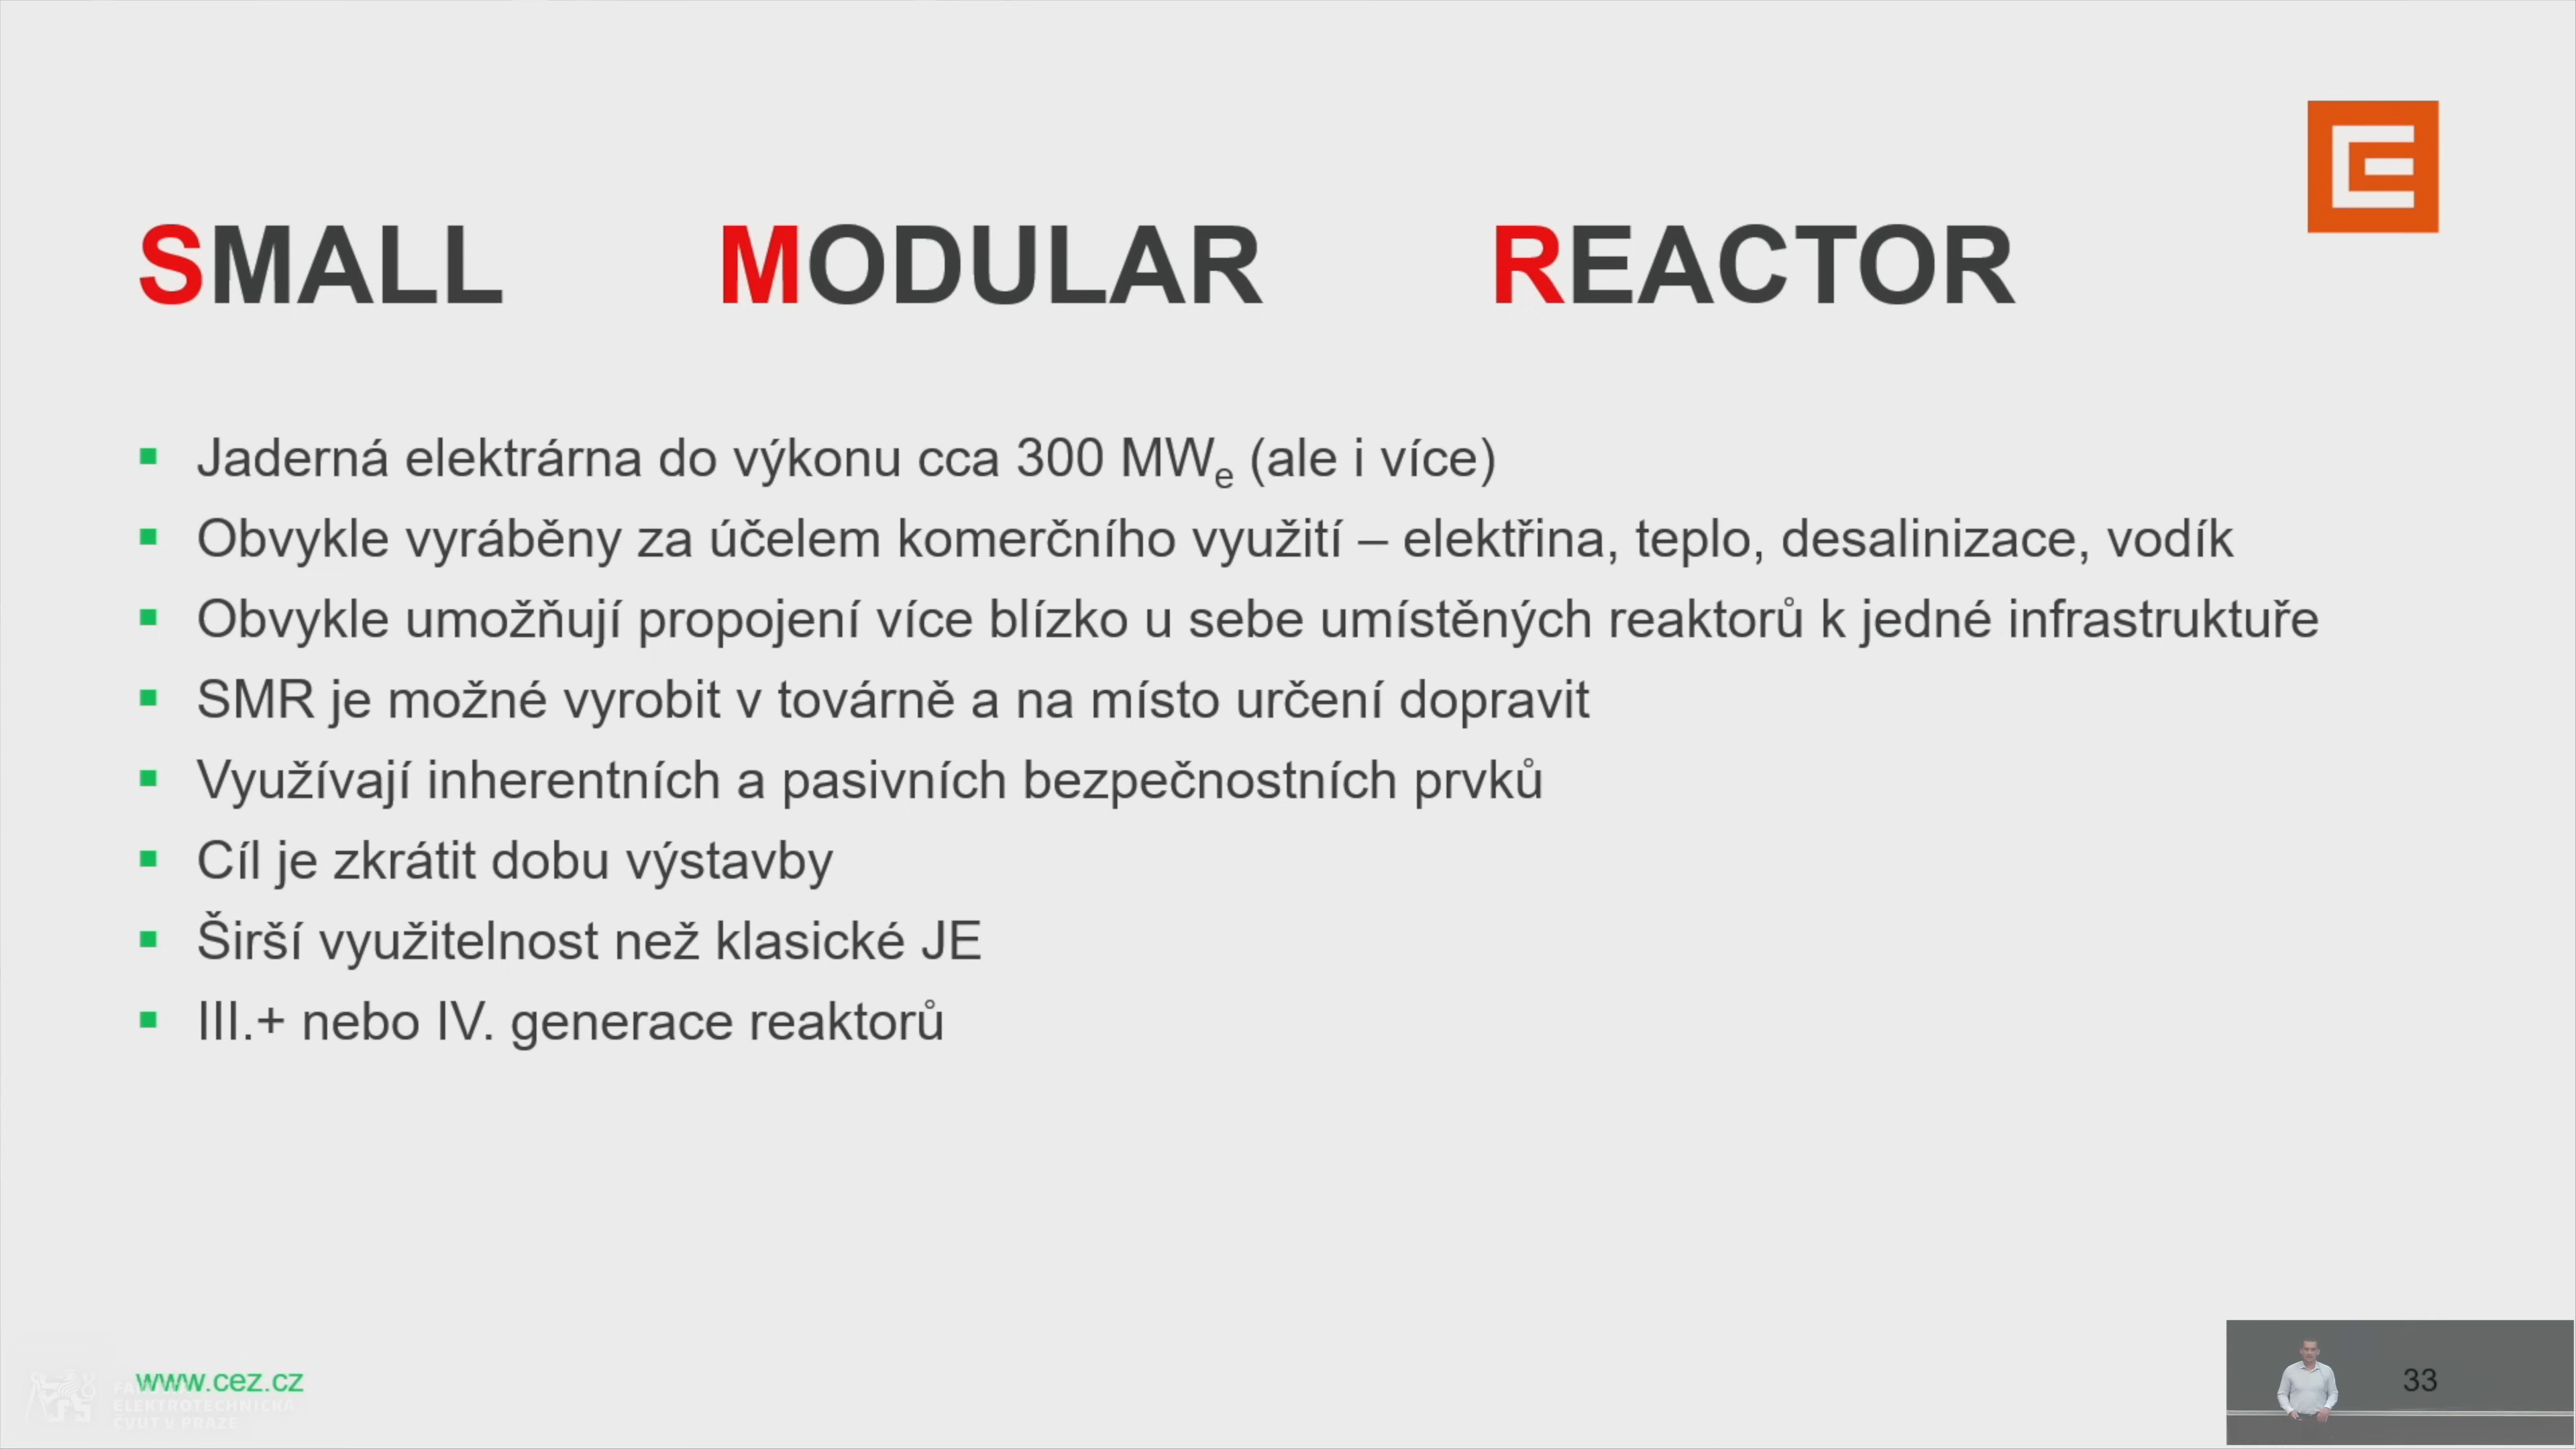 SMALL MODULAR REACTOR
Jaderná elektrárna do výkonu cca 300 MWe (ale i více)
Obvykle vyráběny za účelem komerčního využití – elektřina, teplo, desalinizace, vodík
Obvykle umožňují propojení více blízko u sebe umístěných reaktorů k jedné infrastruktuře
SMR je možné vyrobit v továrně a na místo určení dopravit
Využívají inherentních a pasivních bezpečnostních prvků
Cíl je zkrátit dobu výstavby
Širší využitelnost než klasické JE
III.+ nebo IV. generace reaktorů
www.cez.cz
ELEKTROTECHNICKÁ
ČVUT V PRAZE
33